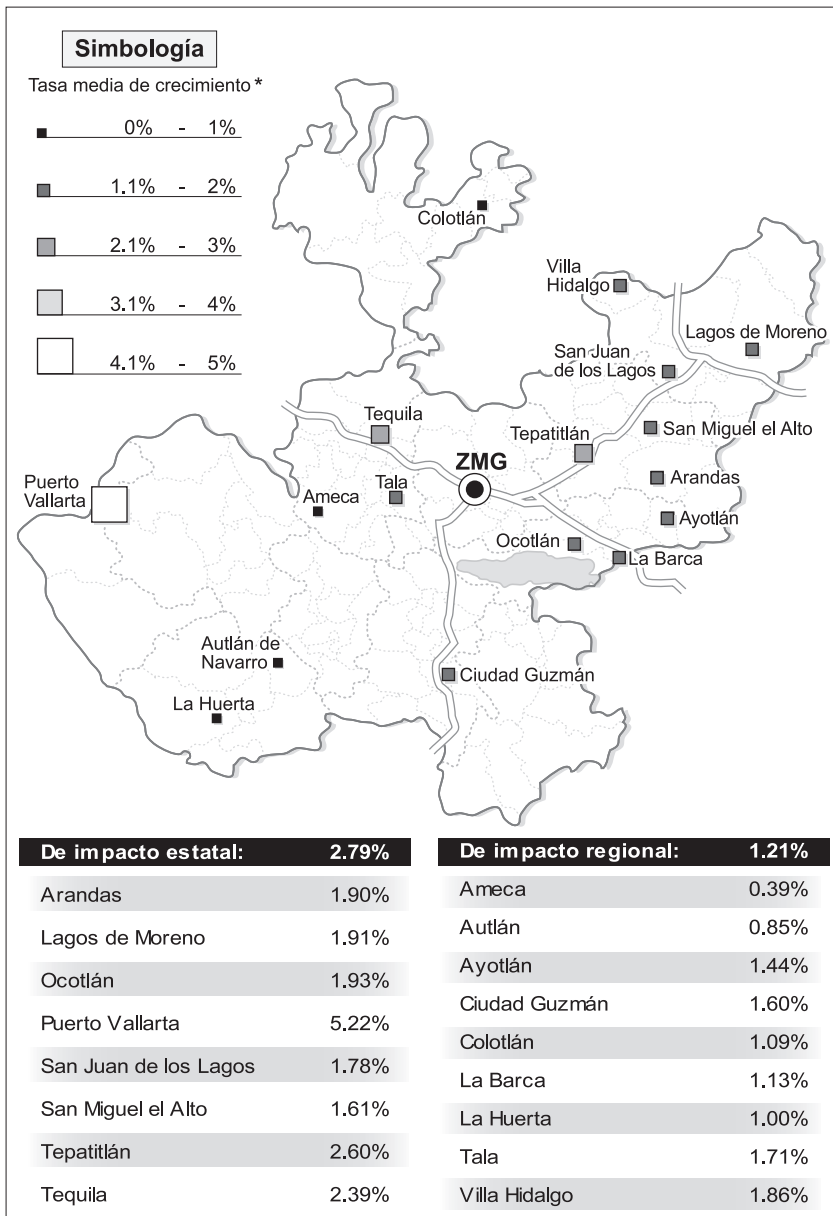 Simbología
Tasa media de crecimiento *
0% - 1%
1.1% - 2%
2.1% - 3%
3.1% - 4%
4.1% - 5%
Colotlán
Villa
Hidalgo
Lagos de Moreno
San Juan
de los Lagos
Tequila
Tepatitlán
San Miguel el Alto
ZMG
Puerto
Vallarta
Ameca
Tala
Arandas
Ayotlán
Ocotlán
La Barca
Autlán de
Navarro
Ciudad Guzmán
La Huerta
De impacto estatal: 2.79%
Arandas 1.90%
Lagos de Moreno 1.91%
Ocotlán 1.93%
Puerto Vallarta 5.22%
San Juan de los Lagos 1.78%
San Miguel el Alto 1.61%
Tepatitlán 2.60%
Tequila 2.39%
De impacto regional: 1.21%
Ameca 0.39%
Autlán 0.85%
Ayotlán 1.44%
Ciudad Guzmán 1.60%
Colotlán 1.09%
La Barca 1.13%
La Huerta 1.00%
Tala 1.71%
Villa Hidalgo 1.86%